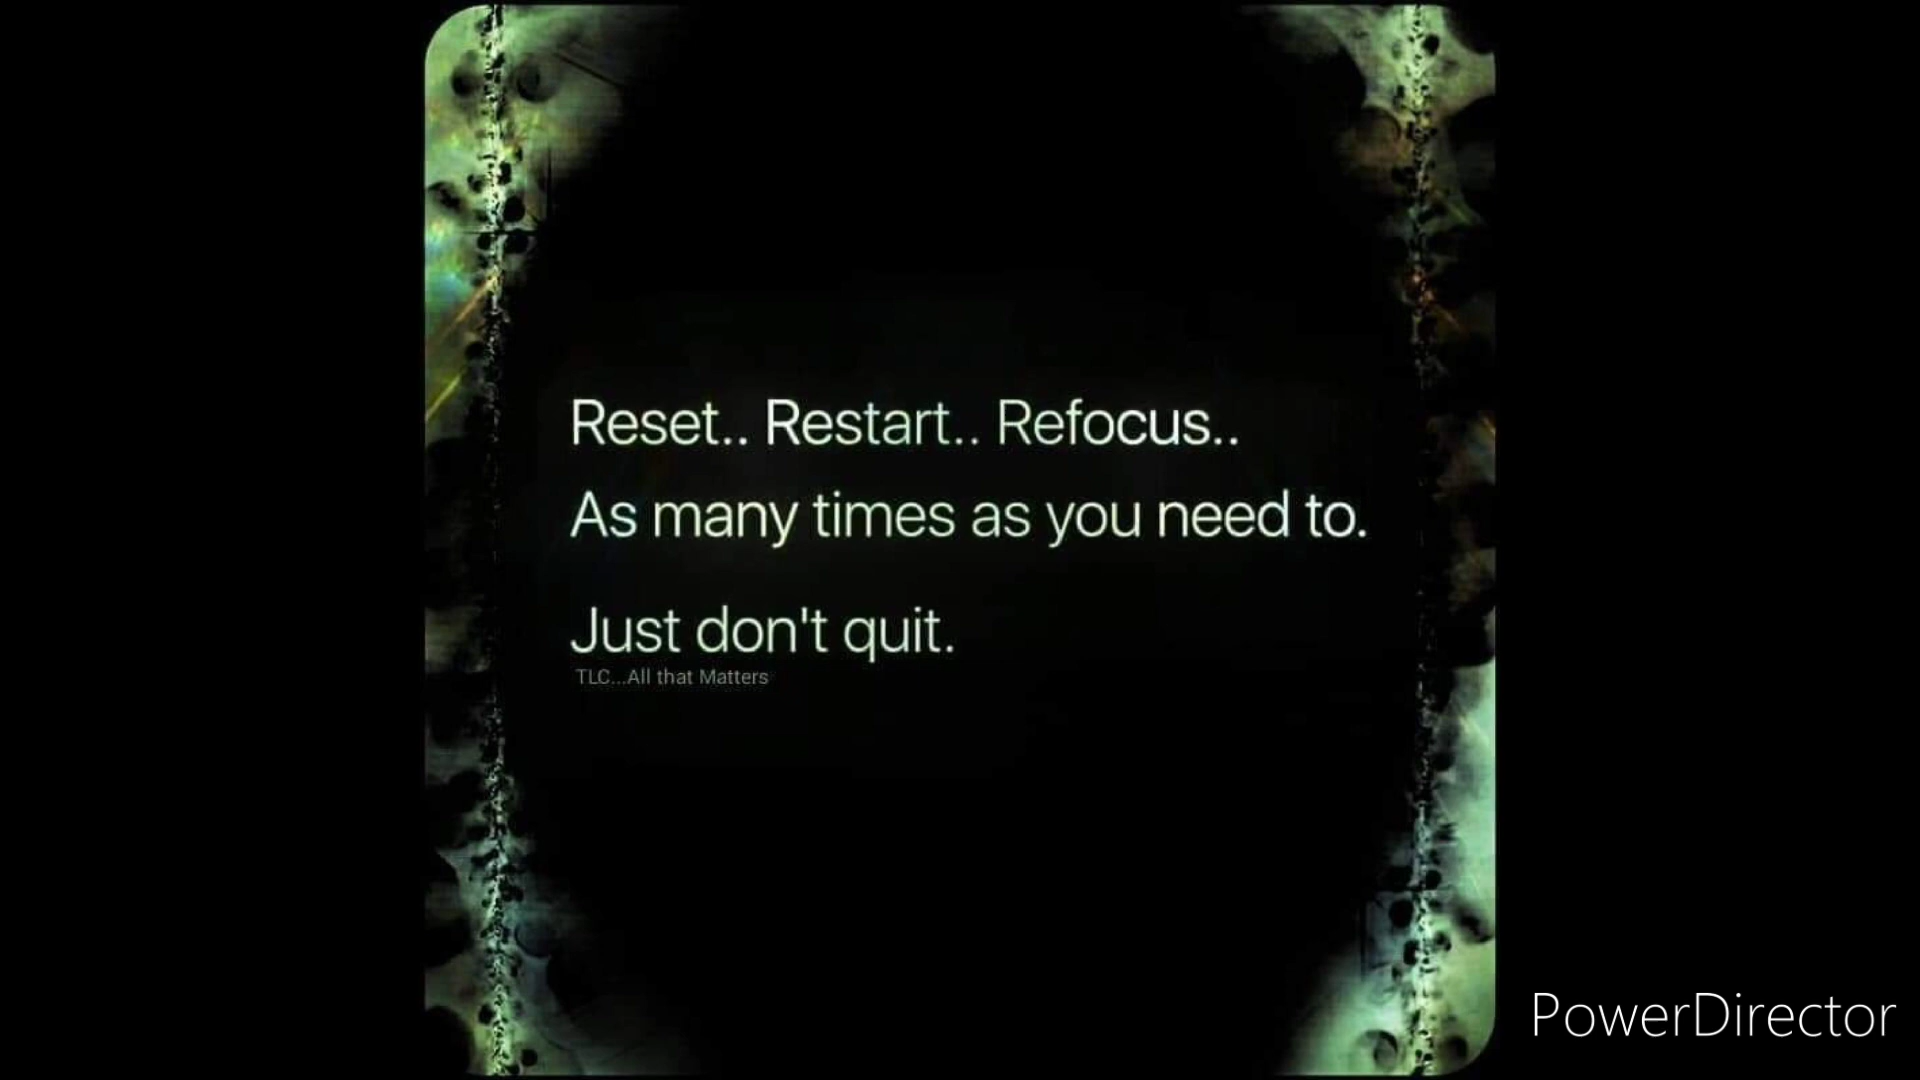 Reset.. Restart.. Refocus..
As many times as you need to.
Just don't quit.
TLC...All that Matters
PowerDirector